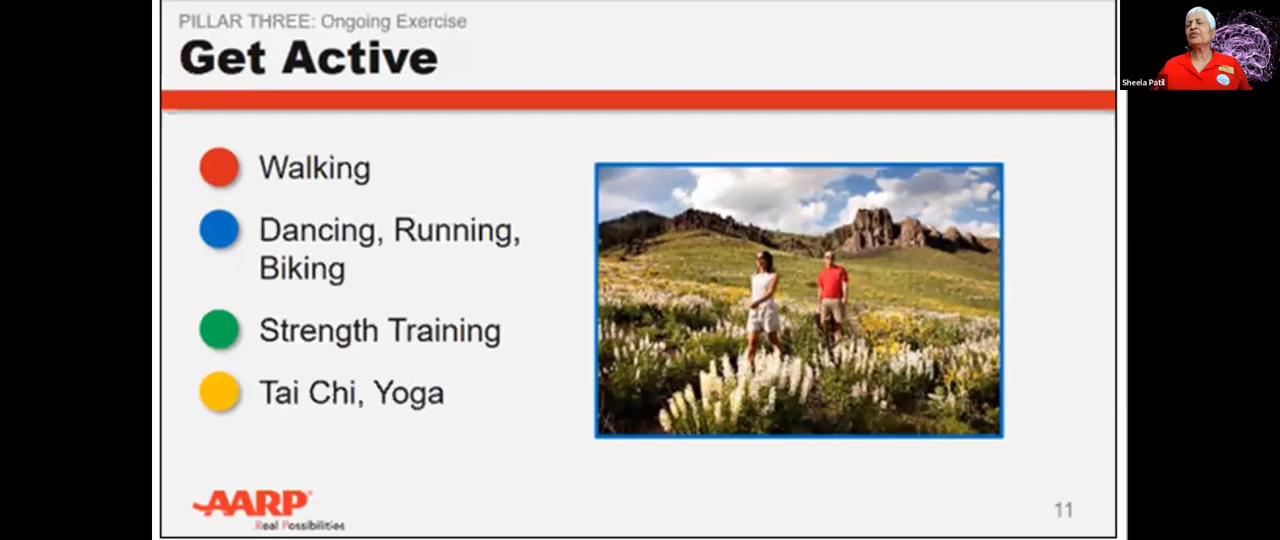 PILLAR THREE: Ongoing Exercise
Get Active
Walking
Dancing, Running,
Biking
Strength Training
Tai Chi, Yoga
AARP
Real Possibilities
11
Sheela Patil